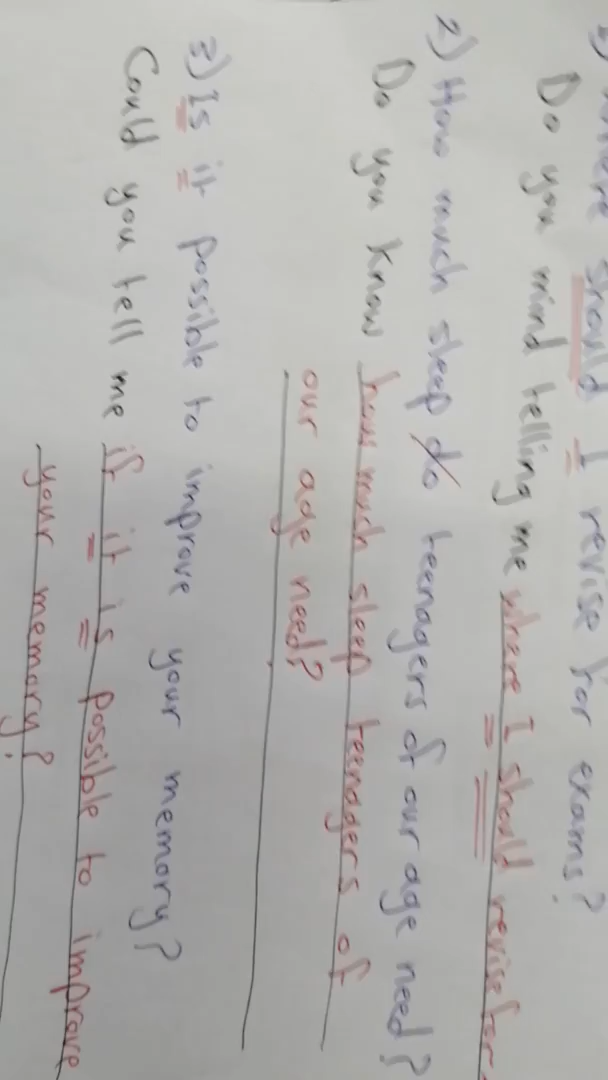 where should I revise for exams?
Do you mind telling me where I should revise for
2) How much sleep do teenagers of our age need?
Do you know how much sleep teenagers of
our age need?
3) Is it possible to improve your memory?
Could you tell me if it is possible to improve
your memory?